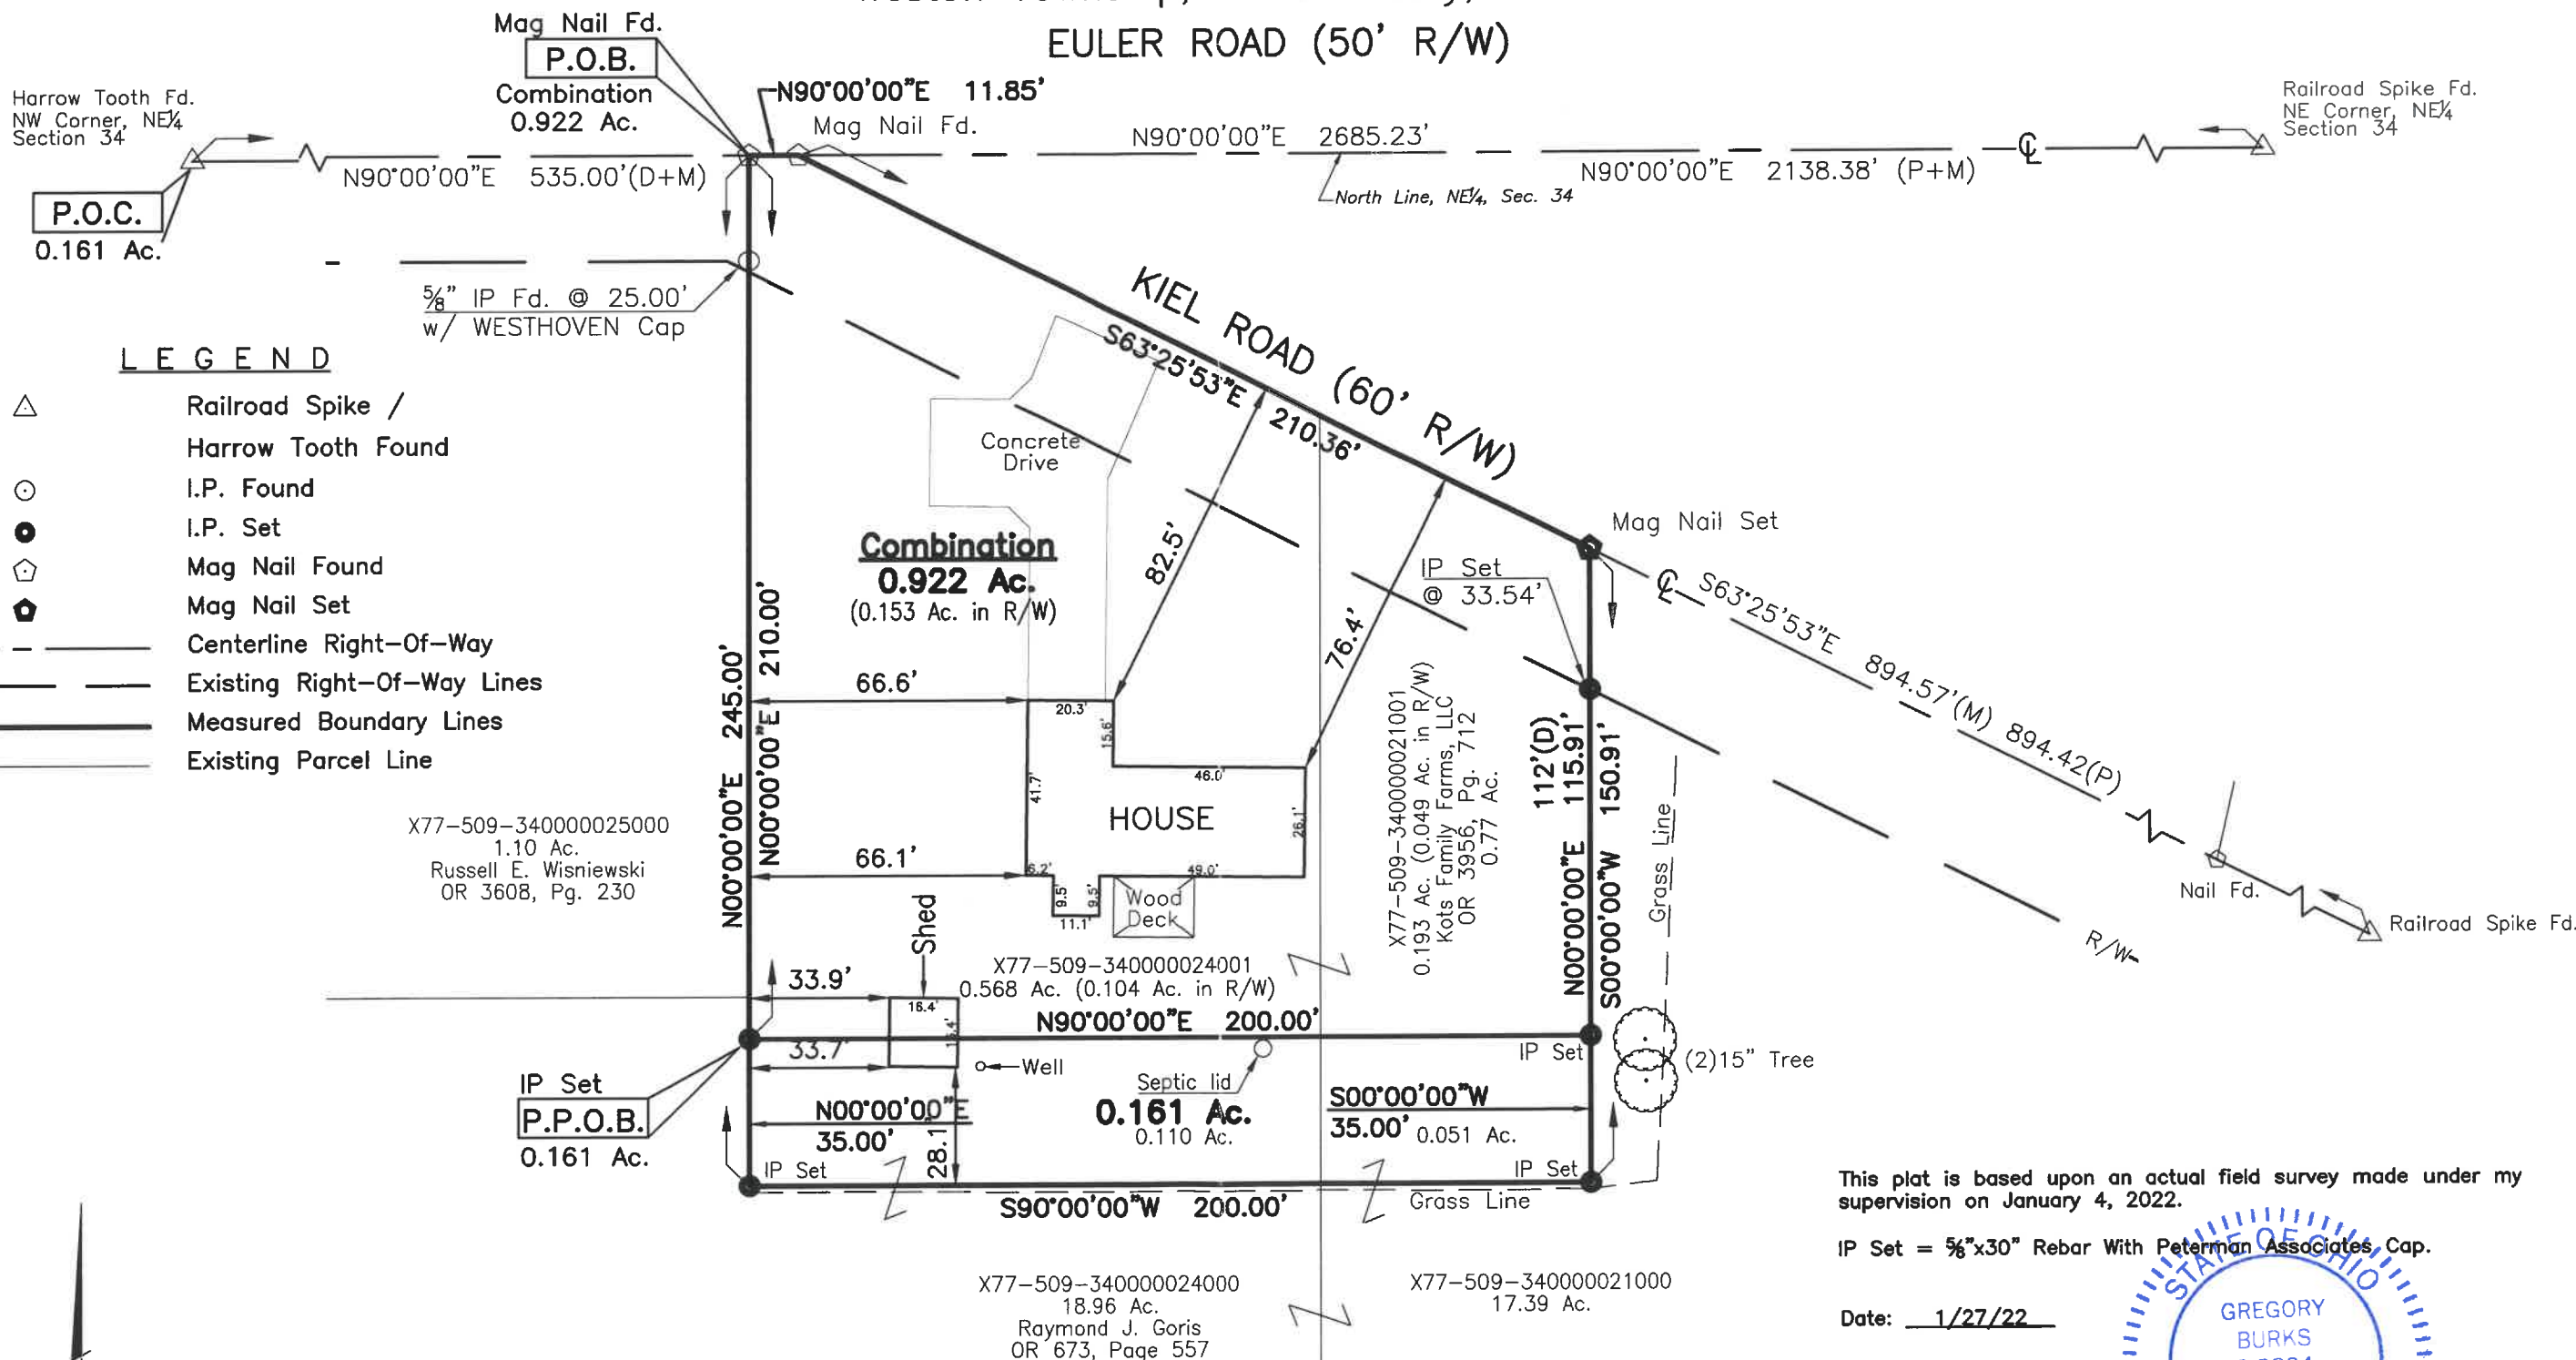 EULER ROAD (50' R/W)
Mag Nail Fd.
P.O.B.
Combination
0.922 Ac.
N90°00'00"E 11.85'
Mag Nail Fd.
Harrow Tooth Fd.
NW Corner, NE¼
Section 34
P.O.C.
0.161 Ac.
N90°00'00"E 535.00'(D+M)
N90°00'00"E 2685.23'
North Line, NE¼, Sec. 34
N90°00'00"E 2138.38' (P+M)
℄
Railroad Spike Fd.
NE Corner, NE¼
Section 34
⅝" IP Fd. @ 25.00'
w/ WESTHOVEN Cap
LEGEND
Railroad Spike /
Harrow Tooth Found
I.P. Found
I.P. Set
Mag Nail Found
Mag Nail Set
Centerline Right-Of-Way
Existing Right-Of-Way Lines
Measured Boundary Lines
Existing Parcel Line
KIEL ROAD (60' R/W)
S63°25'53"E 210.36'
Concrete
Drive
Combination
0.922 Ac.
(0.153 Ac. in R/W)
82.5'
76.4'
Mag Nail Set
IP Set
@ 33.54'
℄
S63°25'53"E 894.57'(M) 894.42(P)
Nail Fd.
Railroad Spike Fd.
R/W
N00°00'00"E 245.00'
N00°00'00"E 210.00'
66.6'
20.3'
15.6'
46.0'
41.7'
HOUSE
26.1'
66.1'
6.2'
9.5'
9.5'
11.1'
49.0'
Wood
Deck
X77-509-340000021001
0.193 Ac. (0.049 Ac. in R/W)
Kots Family Farms, LLC
OR 3956, Pg. 712
0.77 Ac.
112'(D)
N00°00'00"E 115.91'
S00°00'00"W 150.91'
Grass Line
X77-509-340000025000
1.10 Ac.
Russell E. Wisniewski
OR 3608, Pg. 230
Shed
33.9'
16.4'
X77-509-340000024001
0.568 Ac. (0.104 Ac. in R/W)
N90°00'00"E 200.00'
33.7'
Well
Septic lid
IP Set
(2)15" Tree
IP Set
P.P.O.B.
0.161 Ac.
N00°00'00"E
35.00'
28.1
0.161 Ac.
0.110 Ac.
S00°00'00"W
35.00' 0.051 Ac.
IP Set
IP Set
S90°00'00"W 200.00'
Grass Line
X77-509-340000024000
18.96 Ac.
Raymond J. Goris
OR 673, Page 557
X77-509-340000021000
17.39 Ac.
This plat is based upon an actual field survey made under my
supervision on January 4, 2022.
IP Set = ⅝"x30" Rebar With Peterman Associates Cap.
Date: 1/27/22
STATE OF OHIO
GREGORY
BURKS